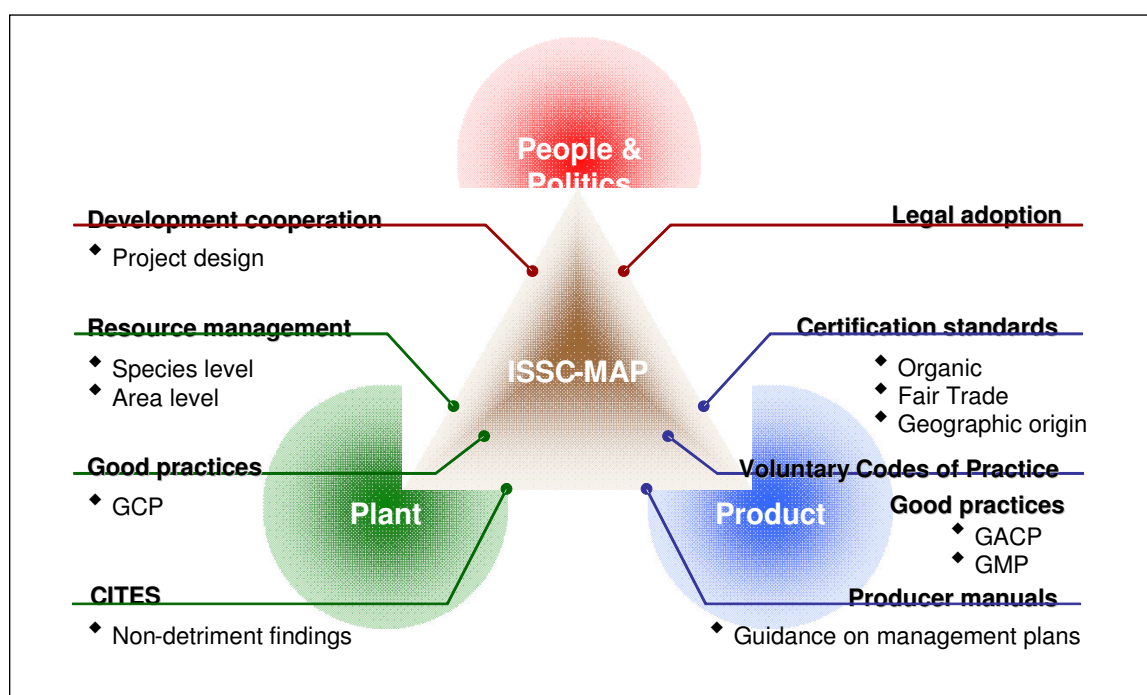 People &
Politics
Development cooperation
◆ Project design
Legal adoption
Resource management
◆ Species level
◆ Area level
Certification standards
◆ Organic
◆ Fair Trade
◆ Geographic origin
ISSC-MAP
Good practices
◆ GCP
Voluntary Codes of Practice
Good practices
◆ GACP
◆ GMP
Plant
Product
CITES
◆ Non-detriment findings
Producer manuals
◆ Guidance on management plans